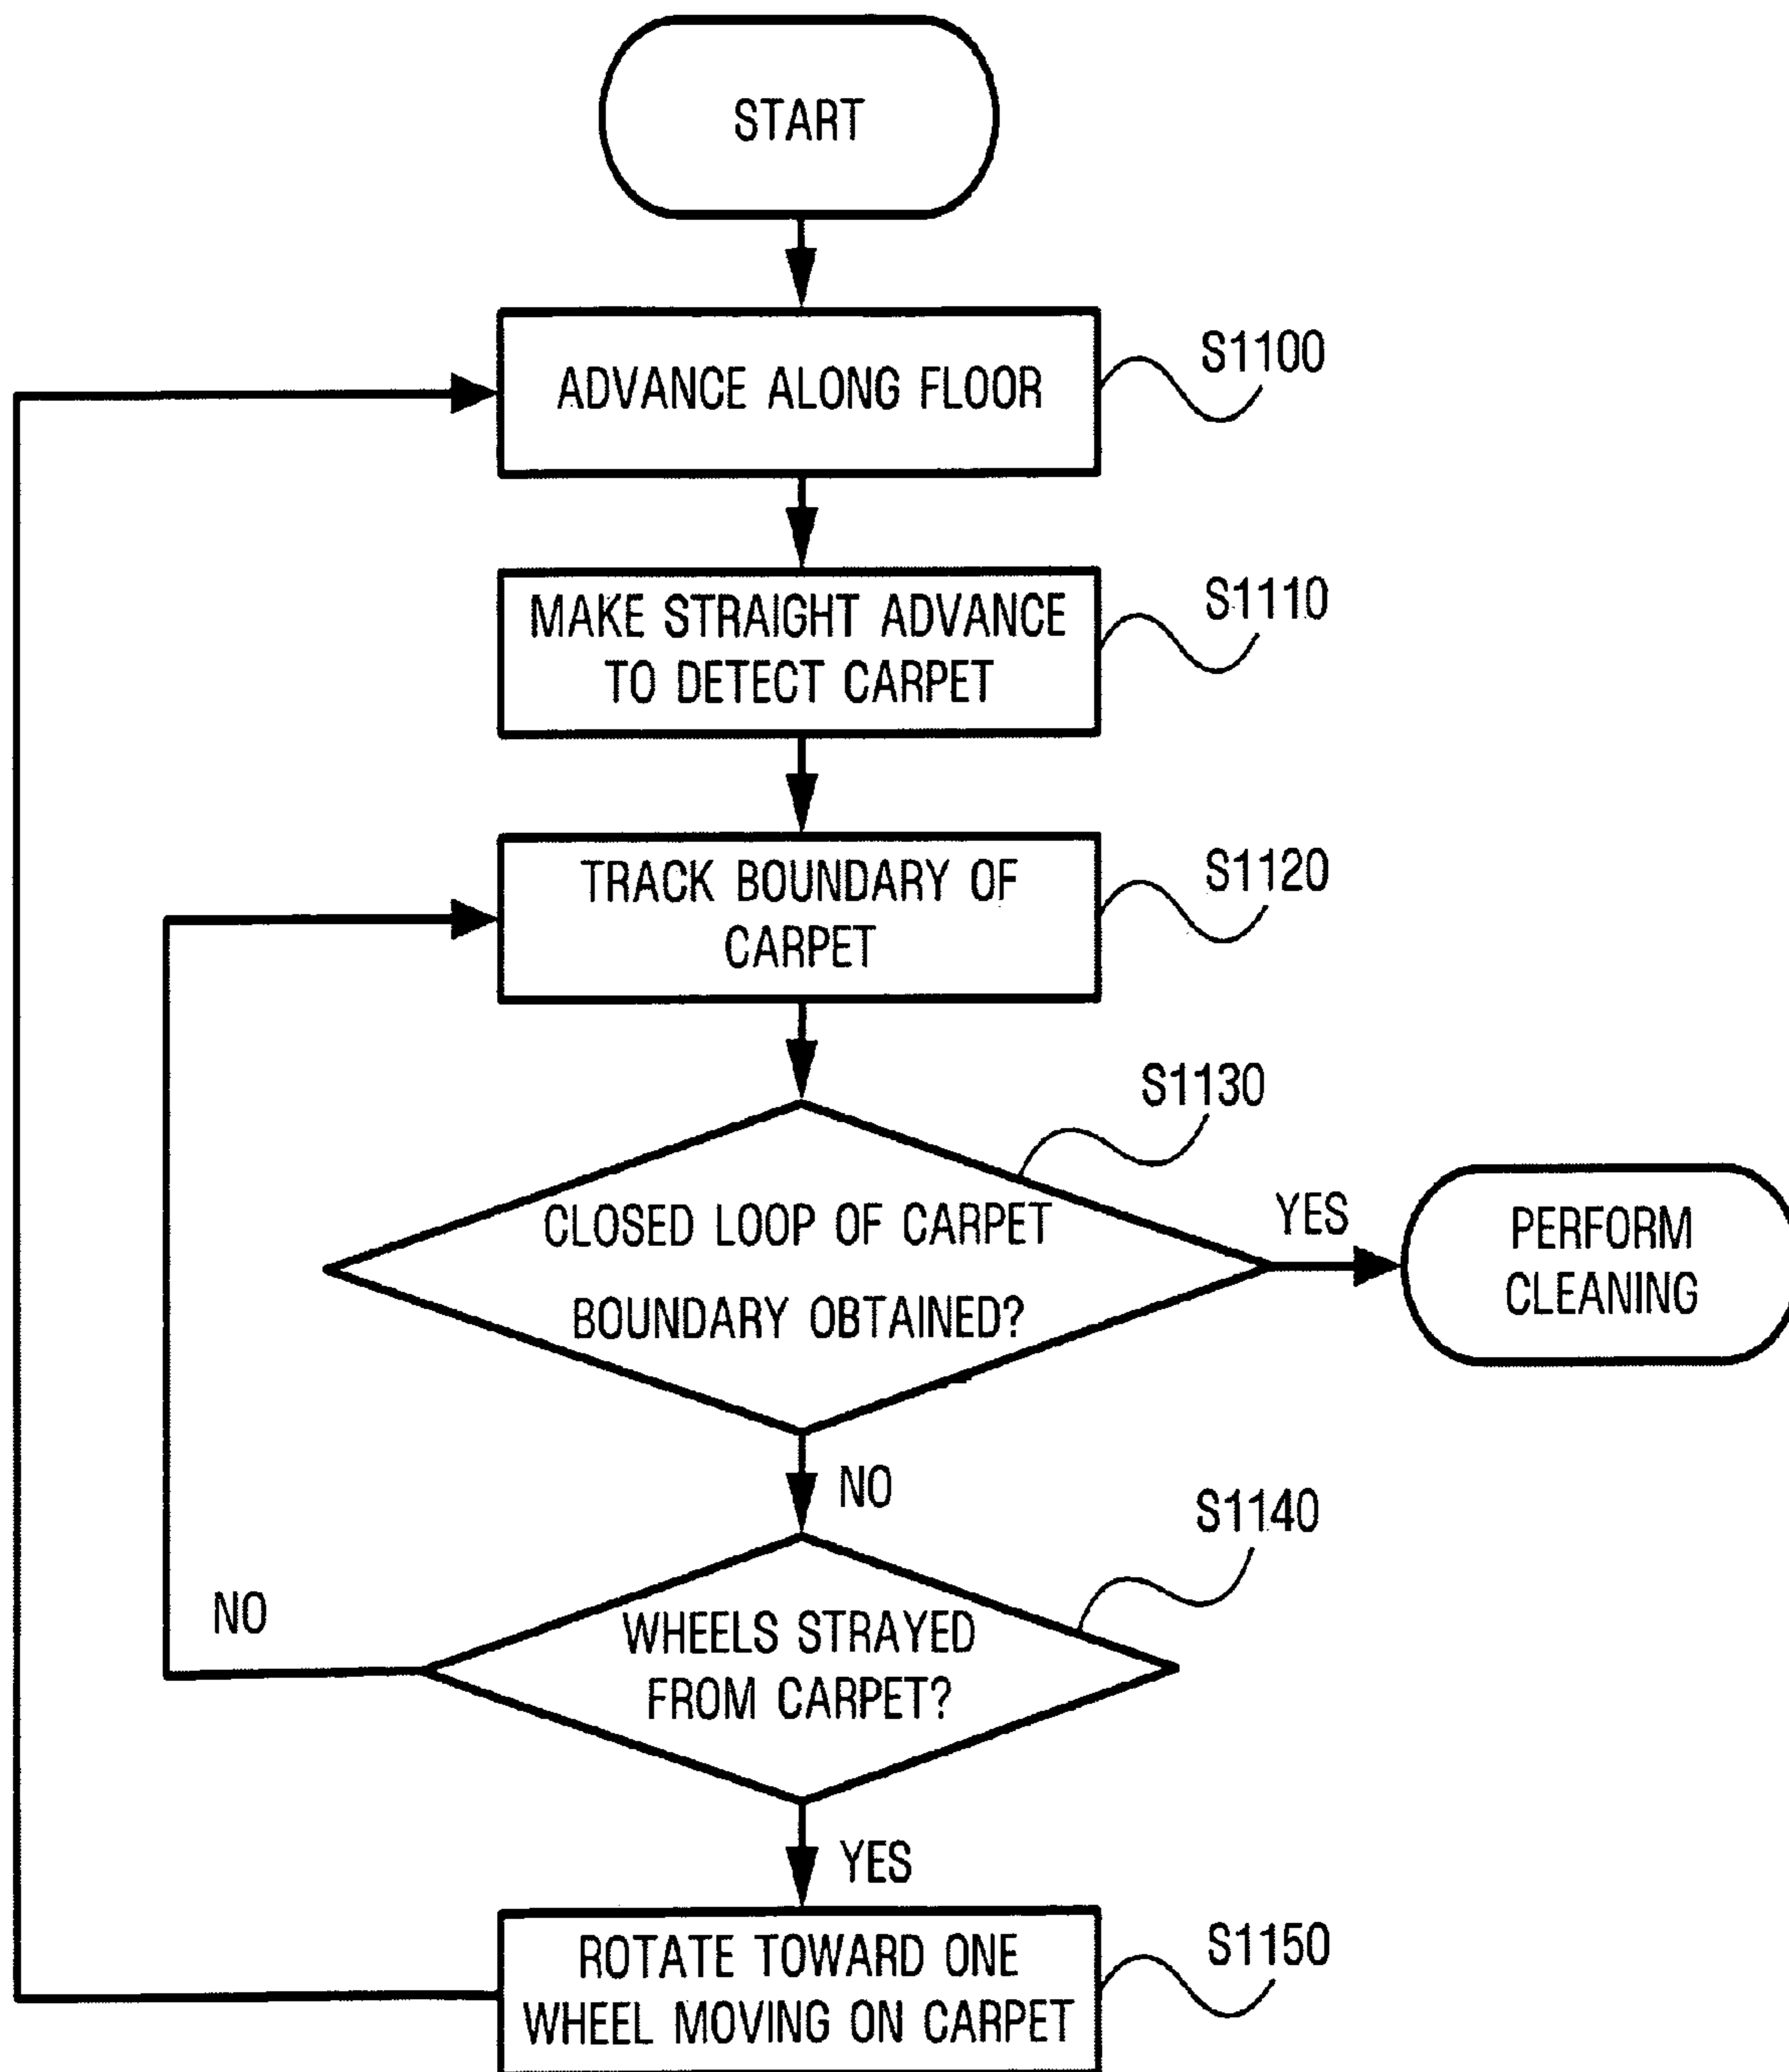 START
ADVANCE ALONG FLOOR
S1100
MAKE STRAIGHT ADVANCE
TO DETECT CARPET
S1110
TRACK BOUNDARY OF
CARPET
S1120
S1130
CLOSED LOOP OF CARPET
BOUNDARY OBTAINED?
YES
PERFORM
CLEANING
NO
S1140
WHEELS STRAYED
FROM CARPET?
NO
YES
ROTATE TOWARD ONE
WHEEL MOVING ON CARPET
S1150